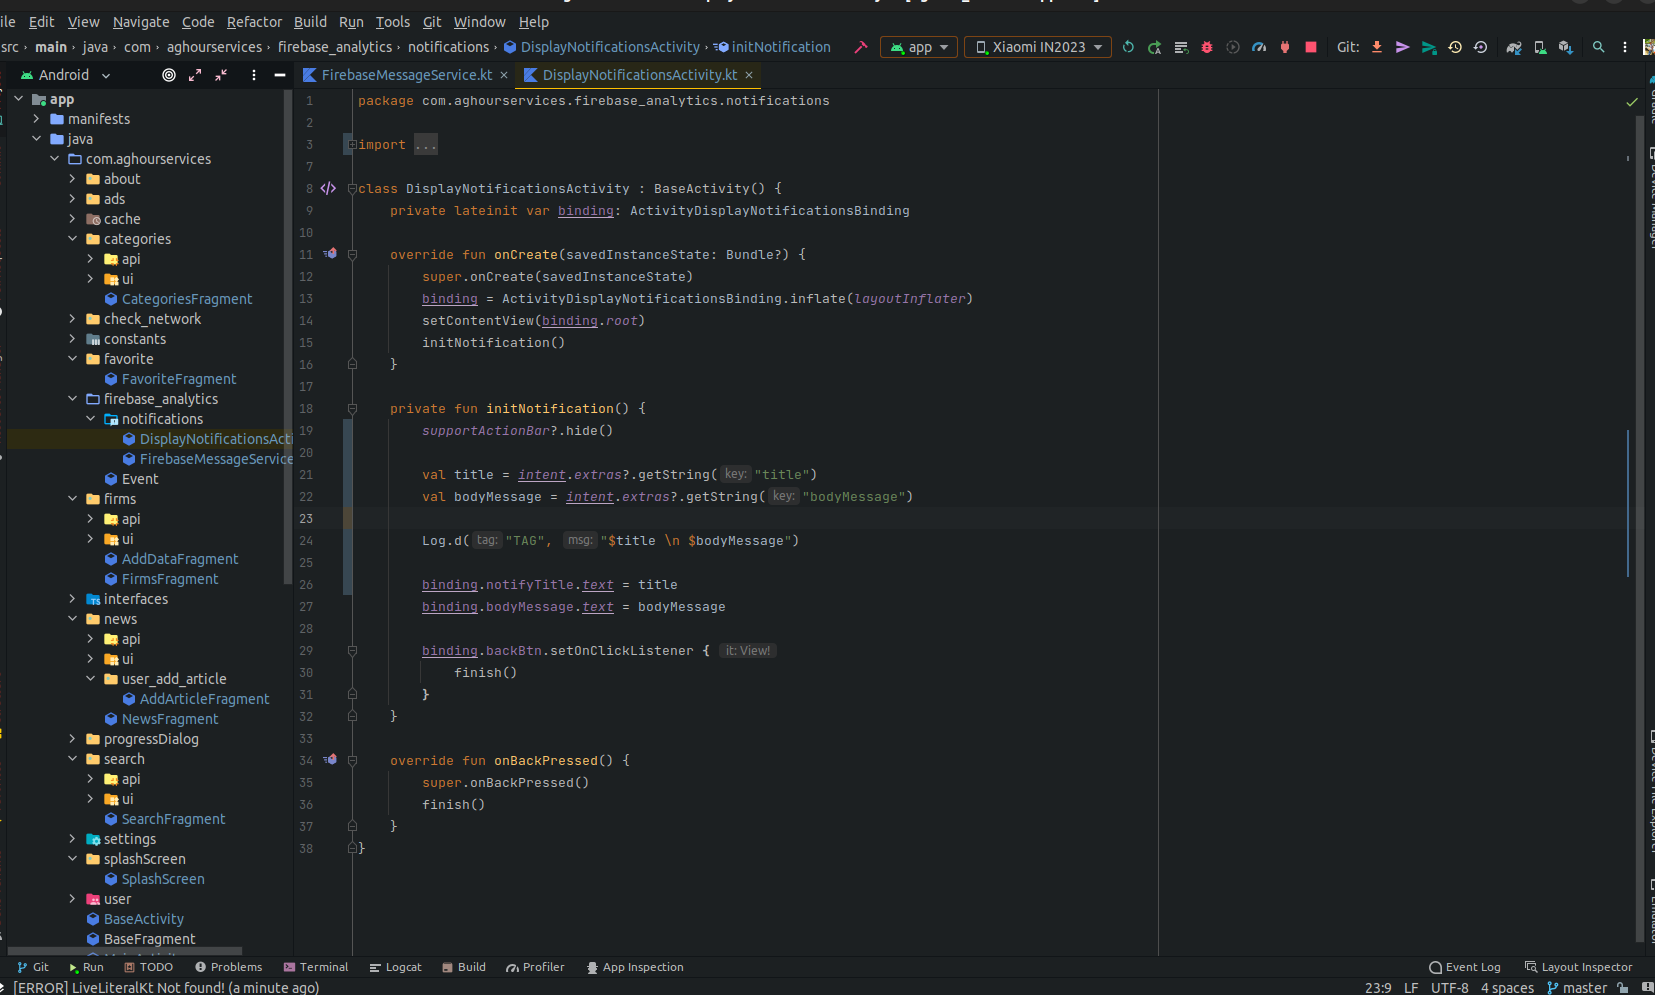 ile Edit View Navigate Code Refactor Build Run Tools Git Window Help
src main java com aghourservices firebase_analytics notifications DisplayNotificationsActivity initNotification app Xiaomi IN2023 Git:
Android FirebaseMessageService.kt DisplayNotificationsActivity.kt
app
manifests
java
com.aghourservices
about
ads
cache
categories
api
ui
CategoriesFragment
check_network
constants
favorite
FavoriteFragment
firebase_analytics
notifications
DisplayNotificationsActi
FirebaseMessageService
Event
firms
api
ui
AddDataFragment
FirmsFragment
interfaces
news
api
ui
user_add_article
AddArticleFragment
NewsFragment
progressDialog
search
api
ui
SearchFragment
settings
splashScreen
SplashScreen
user
BaseActivity
BaseFragment
1 package com.aghourservices.firebase_analytics.notifications
2
3 import ...
7
8 class DisplayNotificationsActivity : BaseActivity() {
9 private lateinit var binding: ActivityDisplayNotificationsBinding
10
11 override fun onCreate(savedInstanceState: Bundle?) {
12 super.onCreate(savedInstanceState)
13 binding = ActivityDisplayNotificationsBinding.inflate(layoutInflater)
14 setContentView(binding.root)
15 initNotification()
16 }
17
18 private fun initNotification() {
19 supportActionBar?.hide()
20
21 val title = intent.extras?.getString( key: "title")
22 val bodyMessage = intent.extras?.getString( key: "bodyMessage")
23
24 Log.d( tag: "TAG", msg: "$title \n $bodyMessage")
25
26 binding.notifyTitle.text = title
27 binding.bodyMessage.text = bodyMessage
28
29 binding.backBtn.setOnClickListener { it: View!
30 finish()
31 }
32 }
33
34 override fun onBackPressed() {
35 super.onBackPressed()
36 finish()
37 }
38 }
Git Run TODO Problems Terminal Logcat Build Profiler App Inspection Event Log Layout Inspector
[ERROR] LiveLiteralKt Not found! (a minute ago) 23:9 LF UTF-8 4 spaces master